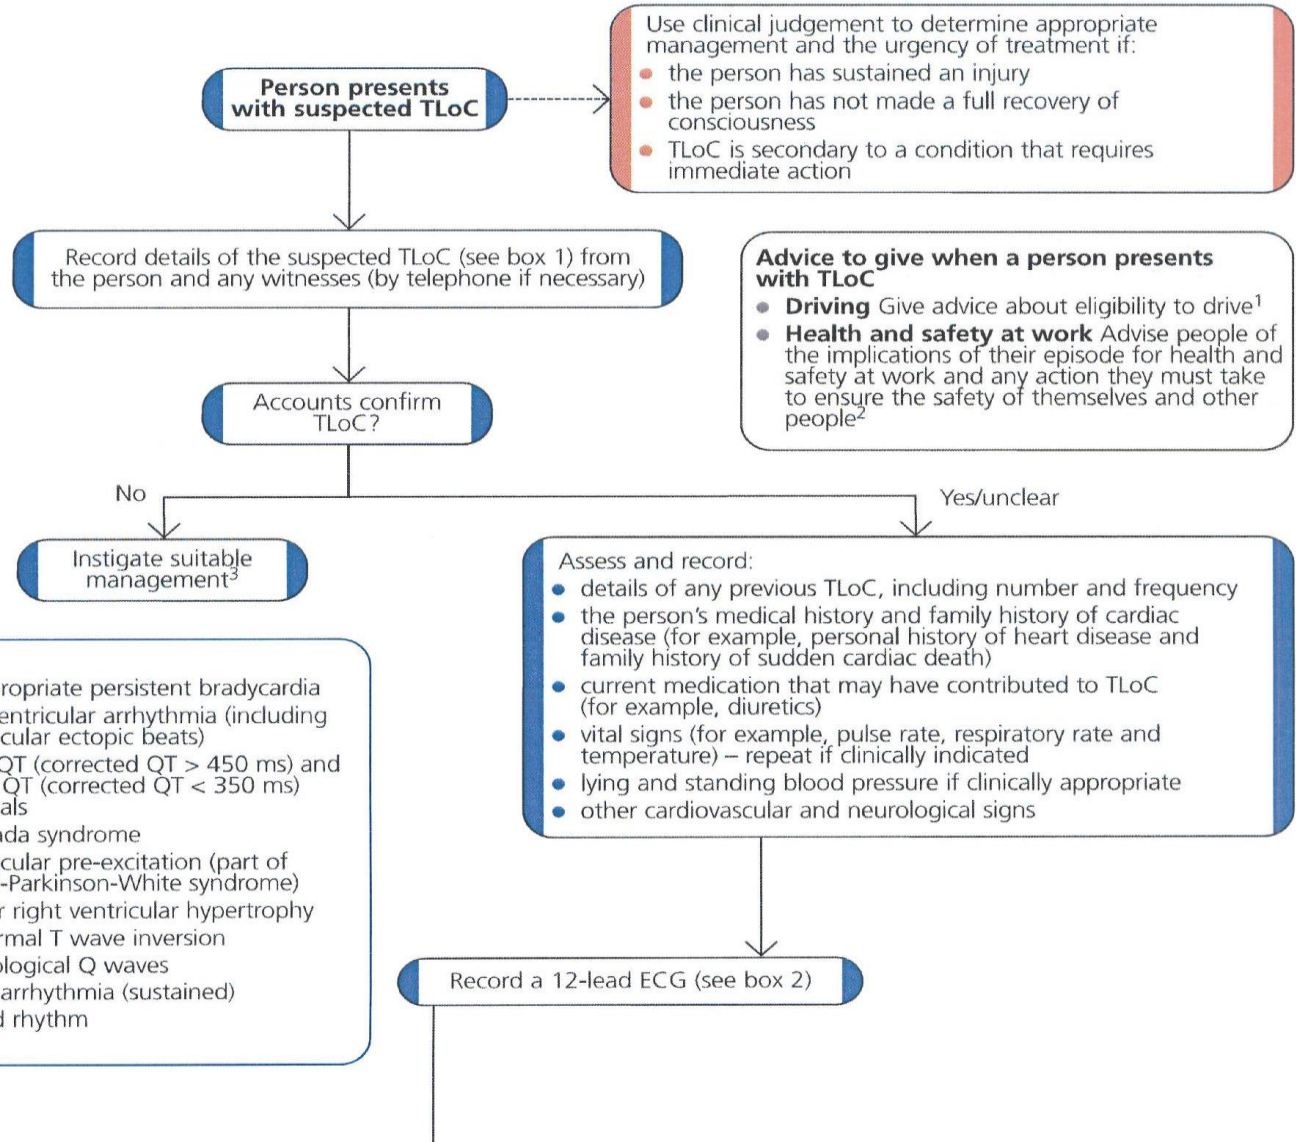 Use clinical judgement to determine appropriate
management and the urgency of treatment if:
• the person has sustained an injury
• the person has not made a full recovery of
consciousness
• TLoC is secondary to a condition that requires
immediate action
Person presents
with suspected TLoC
Record details of the suspected TLoC (see box 1) from
the person and any witnesses (by telephone if necessary)
Advice to give when a person presents
with TLoC
• Driving Give advice about eligibility to drive1
• Health and safety at work Advise people of
the implications of their episode for health and
safety at work and any action they must take
to ensure the safety of themselves and other
people2
Accounts confirm
TLoC?
No
Yes/unclear
Instigate suitable
management3
Assess and record:
• details of any previous TLoC, including number and frequency
• the person's medical history and family history of cardiac
disease (for example, personal history of heart disease and
family history of sudden cardiac death)
• current medication that may have contributed to TLoC
(for example, diuretics)
• vital signs (for example, pulse rate, respiratory rate and
temperature) – repeat if clinically indicated
• lying and standing blood pressure if clinically appropriate
• other cardiovascular and neurological signs
persistent bradycardia
arrhythmia (including
ectopic beats)
QT (corrected QT > 450 ms) and
QT (corrected QT < 350 ms)
syndrome
pre-excitation (part of
-Parkinson-White syndrome)
right ventricular hypertrophy
T wave inversion
Q waves
arrhythmia (sustained)
rhythm
Record a 12-lead ECG (see box 2)